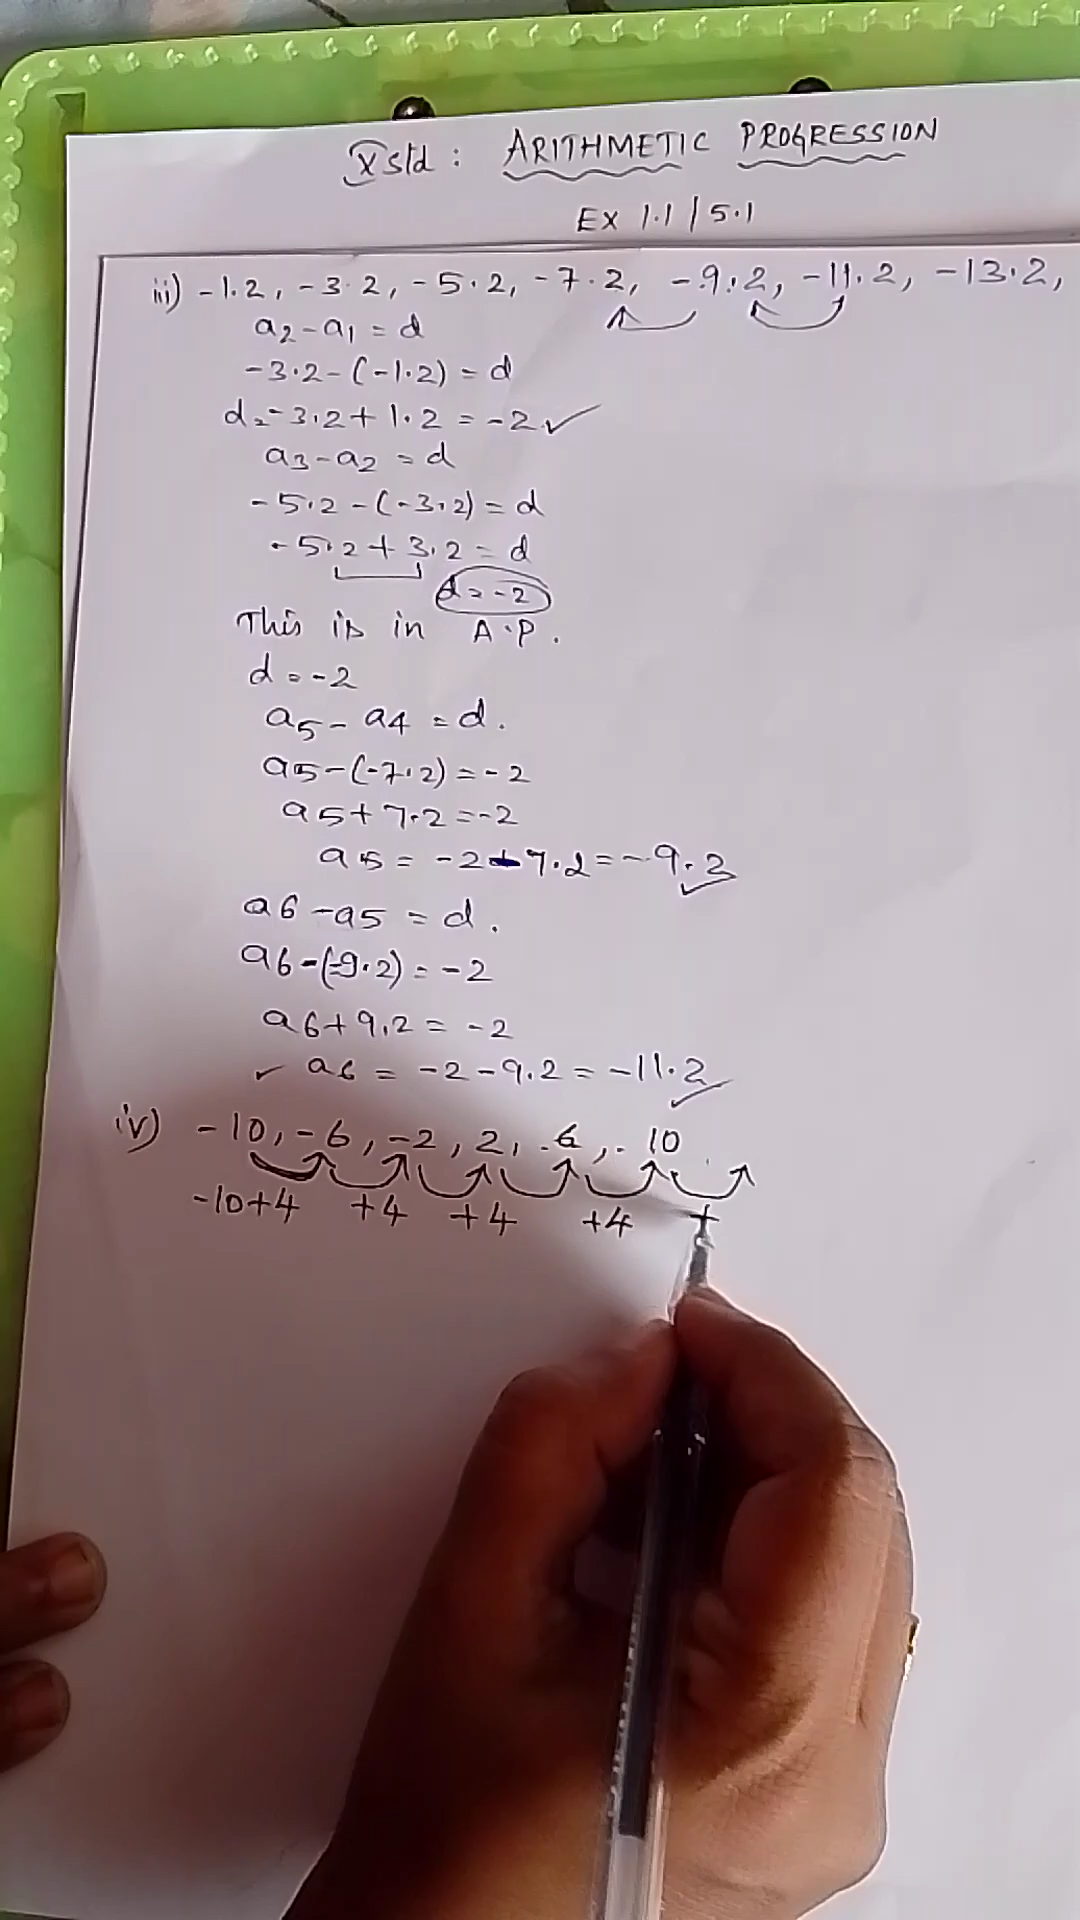 X std : ARITHMETIC PROGRESSION
Ex 1.1 / 5.1
iii) -1.2, -3.2, -5.2, -7.2, -9.2, -11.2, -13.2,
a2 - a1 = d
-3.2 - (-1.2) = d
d = -3.2 + 1.2 = -2 ✓
a3 - a2 = d
-5.2 - (-3.2) = d
-5.2 + 3.2 = d
d = -2
This is in A.P.
d = -2
a5 - a4 = d.
a5 - (-7.2) = -2
a5 + 7.2 = -2
a5 = -2 - 7.2 = -9.2 ✓
a6 - a5 = d.
a6 - (-9.2) = -2
a6 + 9.2 = -2
✓ a6 = -2 - 9.2 = -11.2 ✓
iv) -10, -6, -2, 2, 6, 10
-10+4 +4 +4 +4 +